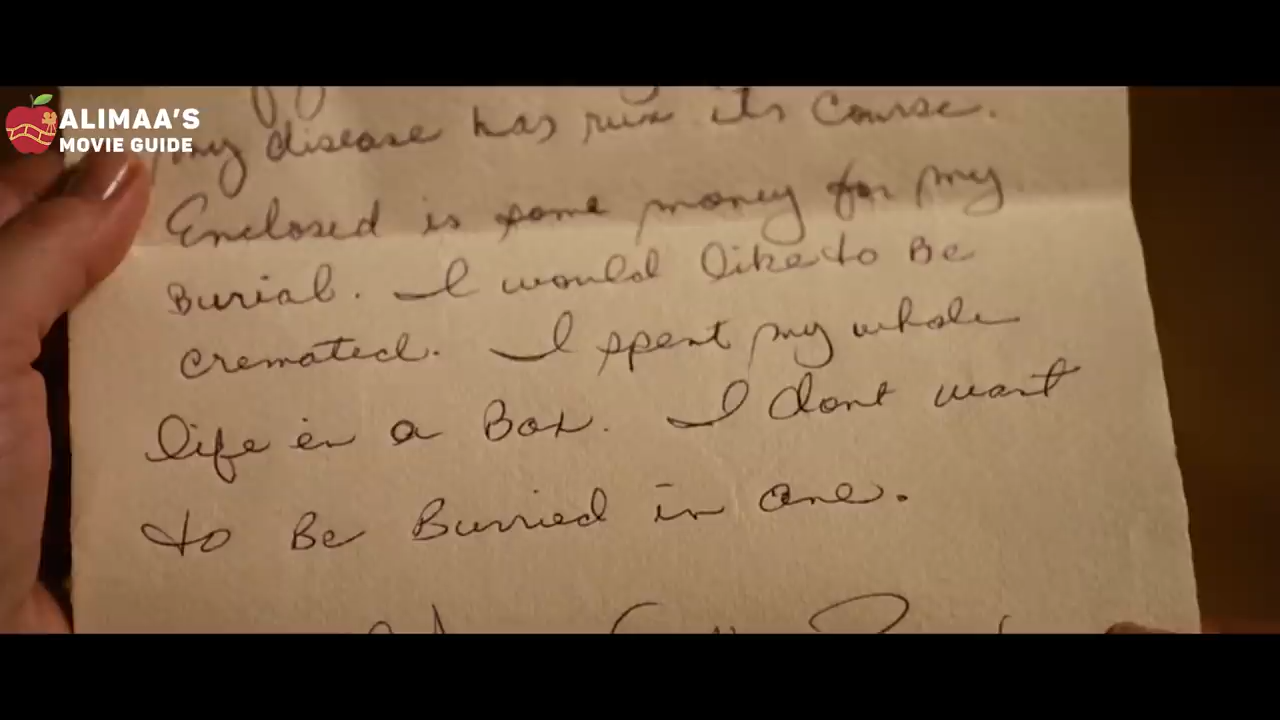 ALIMAA'S
MOVIE GUIDE
my disease has run its course.
Enclosed is some money for my
Burial. I would like to Be
cremated. I spent my whole
life in a Box. I dont want
to Be Burried in one.